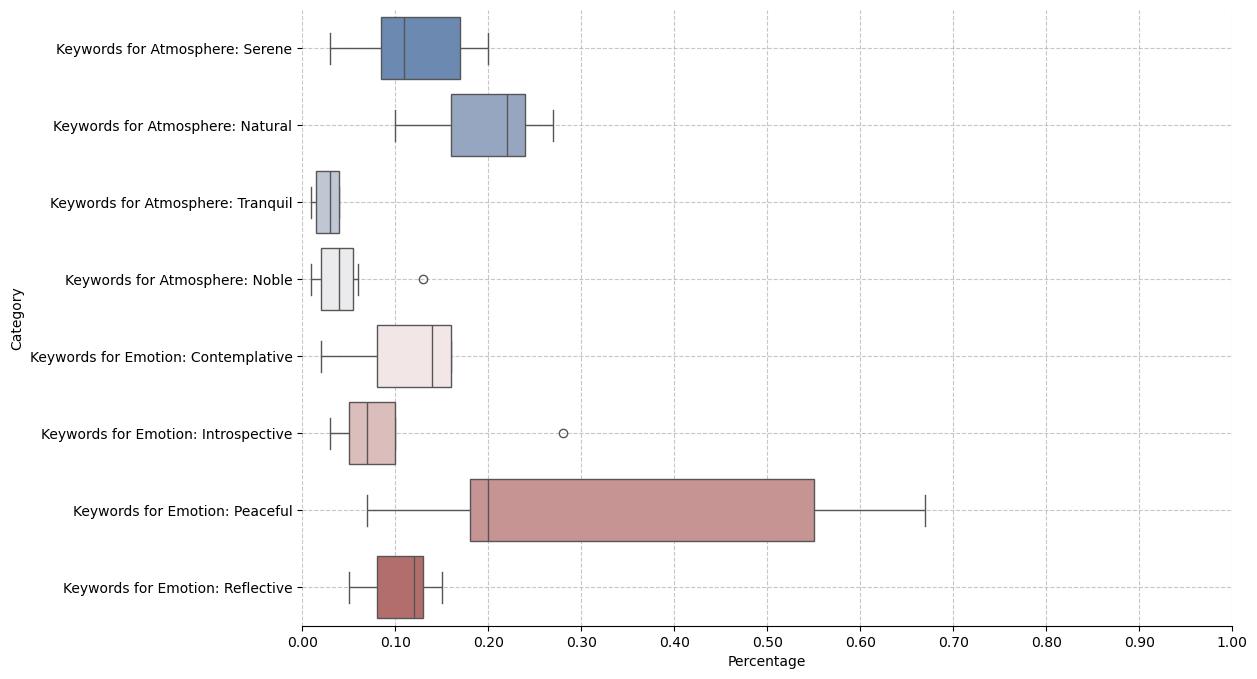 Keywords for Atmosphere: Serene
Keywords for Atmosphere: Natural
Keywords for Atmosphere: Tranquil
Keywords for Atmosphere: Noble
Keywords for Emotion: Contemplative
Keywords for Emotion: Introspective
Keywords for Emotion: Peaceful
Keywords for Emotion: Reflective
Category
0.00 0.10 0.20 0.30 0.40 0.50 0.60 0.70 0.80 0.90 1.00
Percentage